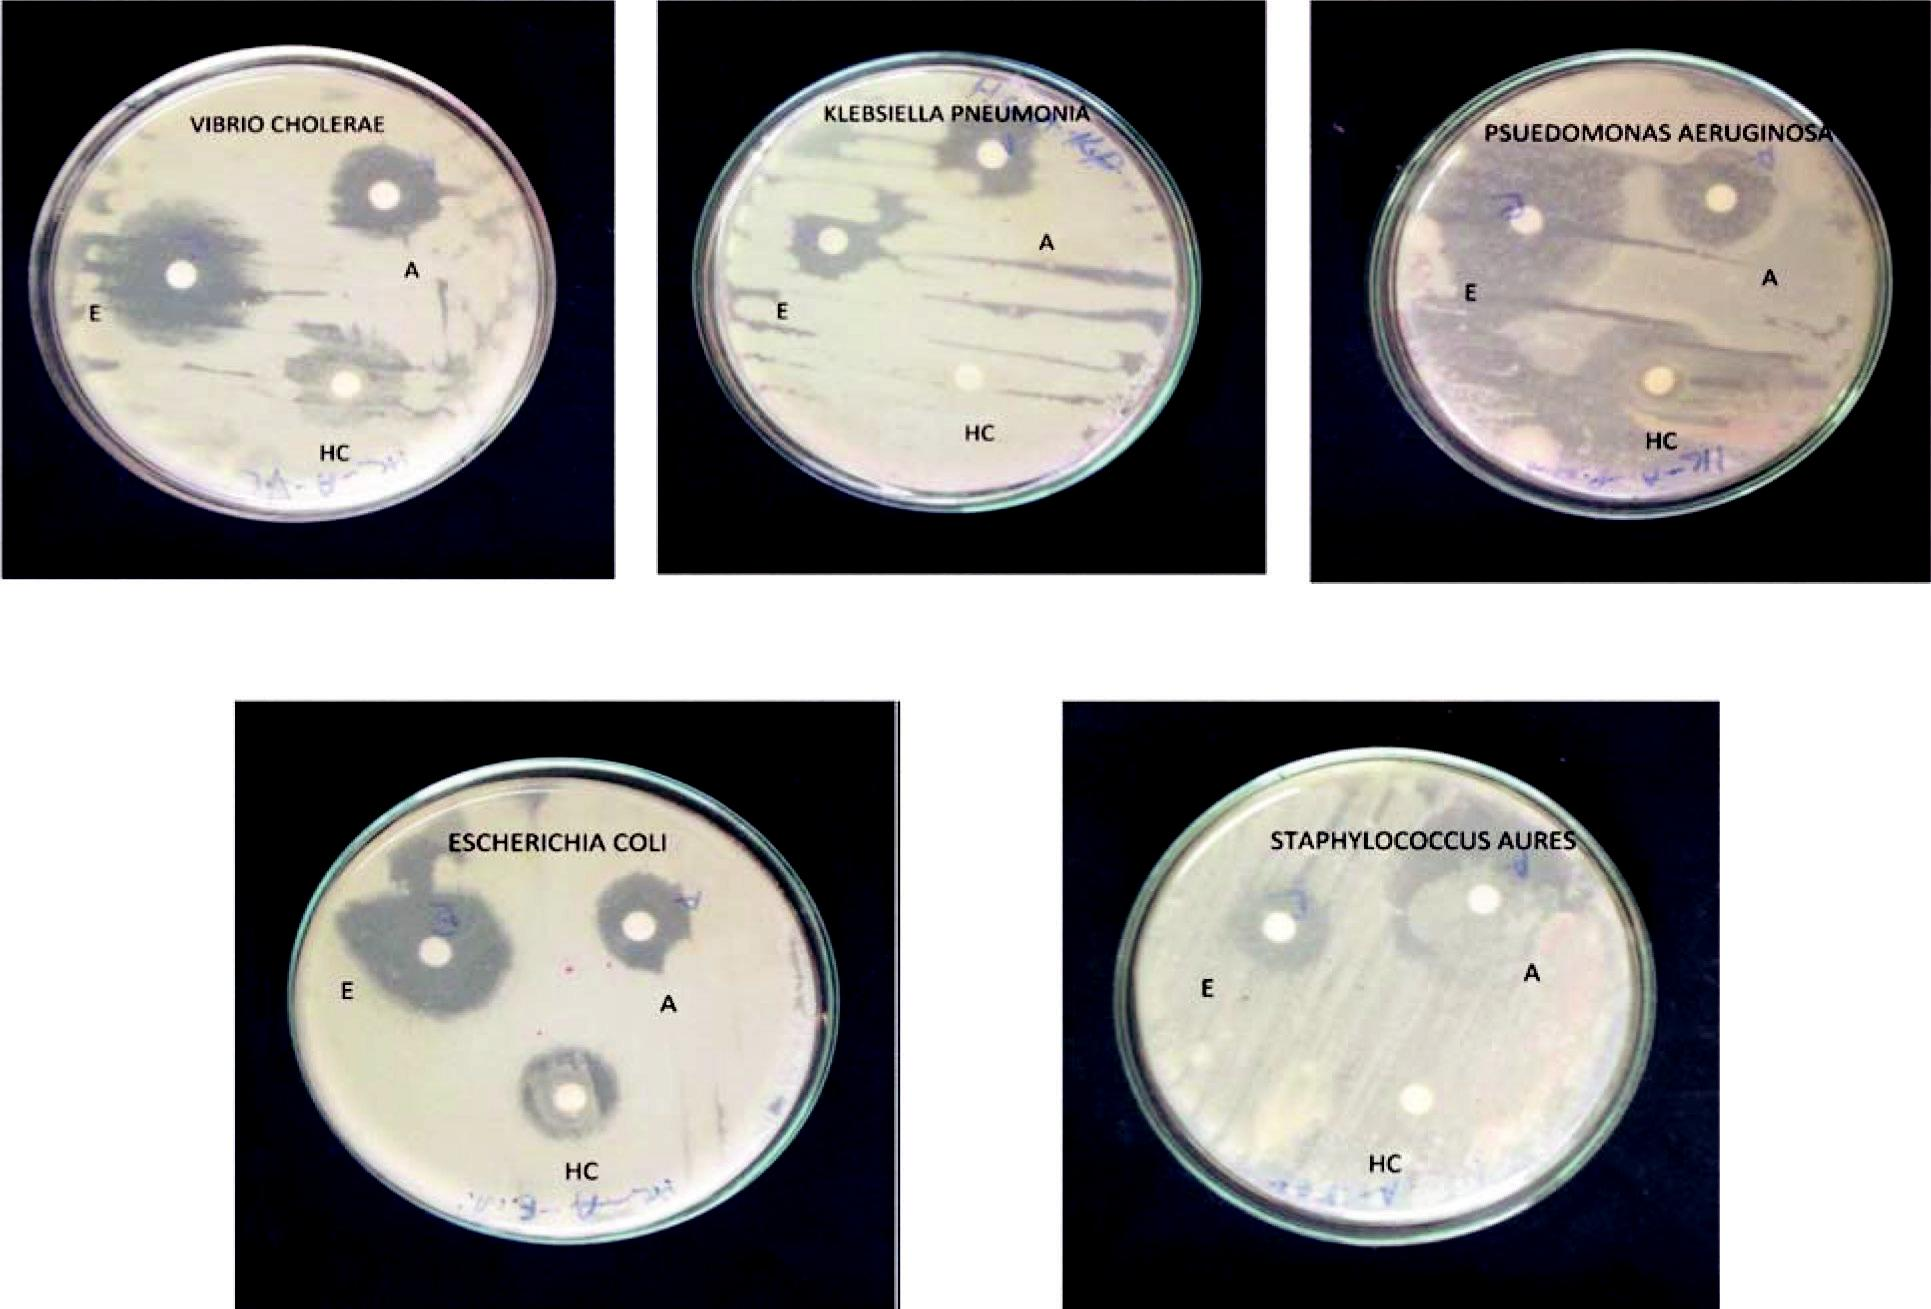 VIBRIO CHOLERAE
A
E
HC
KLEBSIELLA PNEUMONIA
A
E
HC
PSUEDOMONAS AERUGINOSA
E
A
HC
ESCHERICHIA COLI
E
A
HC
STAPHYLOCOCCUS AURES
E
A
HC